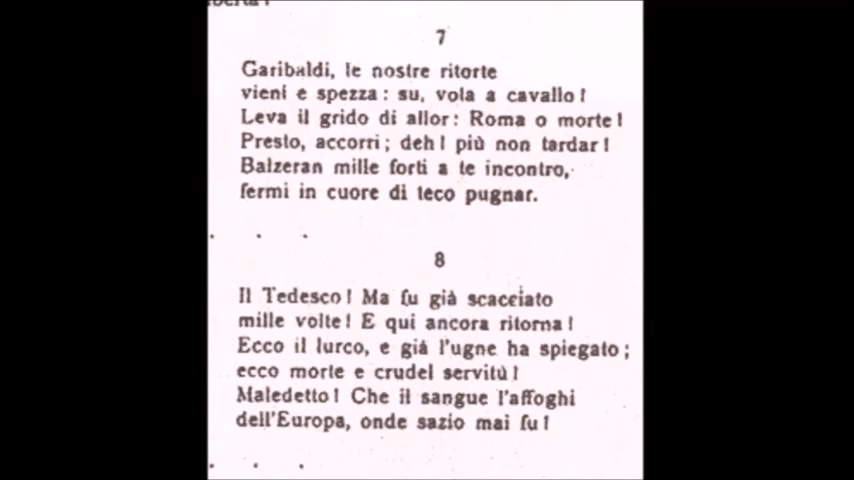 7
Garibaldi, le nostre ritorte
vieni e spezza: su, vola a cavallo!
Leva il grido di allor: Roma o morte!
Presto, accorri; deh! più non tardar!
Balzeran mille forti a te incontro,
fermi in cuore di teco pugnar.
. . .
8
Il Tedesco! Ma fu già scacciato
mille volte! E qui ancora ritorna!
Ecco il lurco, e già l'ugne ha spiegato;
ecco morte e crudel servitù!
Maledetto! Che il sangue l'affoghi
dell'Europa, onde sazio mai fu!
. . .